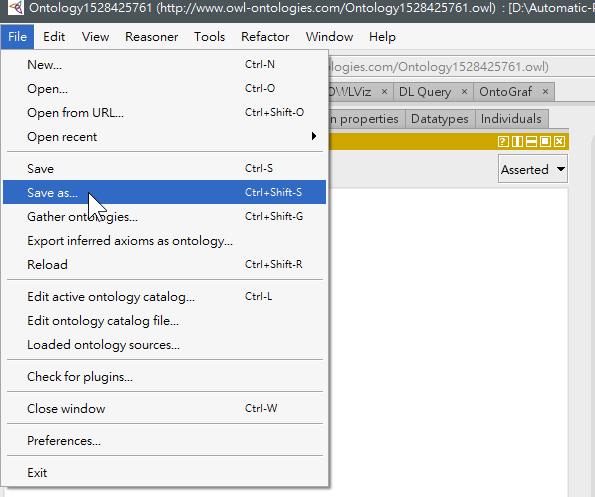 Ontology1528425761 (http://www.owl-ontologies.com/Ontology1528425761.owl) : [D:\Automatic-
File Edit View Reasoner Tools Refactor Window Help
ologies.com/Ontology1528425761.owl)
OWLViz × DL Query × OntoGraf ×
properties Datatypes Individuals
Asserted
New... Ctrl-N
Open... Ctrl-O
Open from URL... Ctrl+Shift-O
Open recent
Save Ctrl-S
Save as... Ctrl+Shift-S
Gather ontologies... Ctrl+Shift-G
Export inferred axioms as ontology...
Reload Ctrl+Shift-R
Edit active ontology catalog... Ctrl-L
Edit ontology catalog file...
Loaded ontology sources...
Check for plugins...
Close window Ctrl-W
Preferences...
Exit